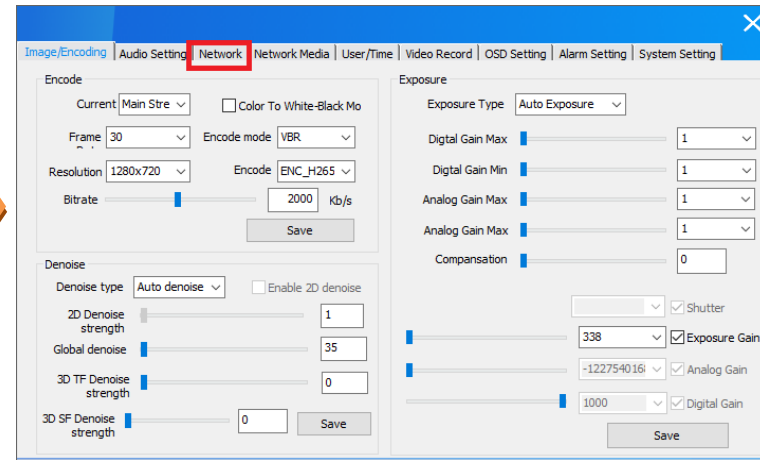 Image/Encoding Audio Setting Network Network Media User/Time Video Record OSD Setting Alarm Setting System Setting
Encode
Current Main Stre Color To White-Black Mo
Frame 30 Encode mode VBR
Resolution 1280x720 Encode ENC_H265
Bitrate 2000 Kb/s
Save
Denoise
Denoise type Auto denoise Enable 2D denoise
2D Denoise strength 1
Global denoise 35
3D TF Denoise strength 0
3D SF Denoise strength 0 Save
Exposure
Exposure Type Auto Exposure
Digtal Gain Max 1
Digtal Gain Min 1
Analog Gain Max 1
Analog Gain Max 1
Compansation 0
Shutter
338 Exposure Gain
-122754016 Analog Gain
1000 Digital Gain
Save